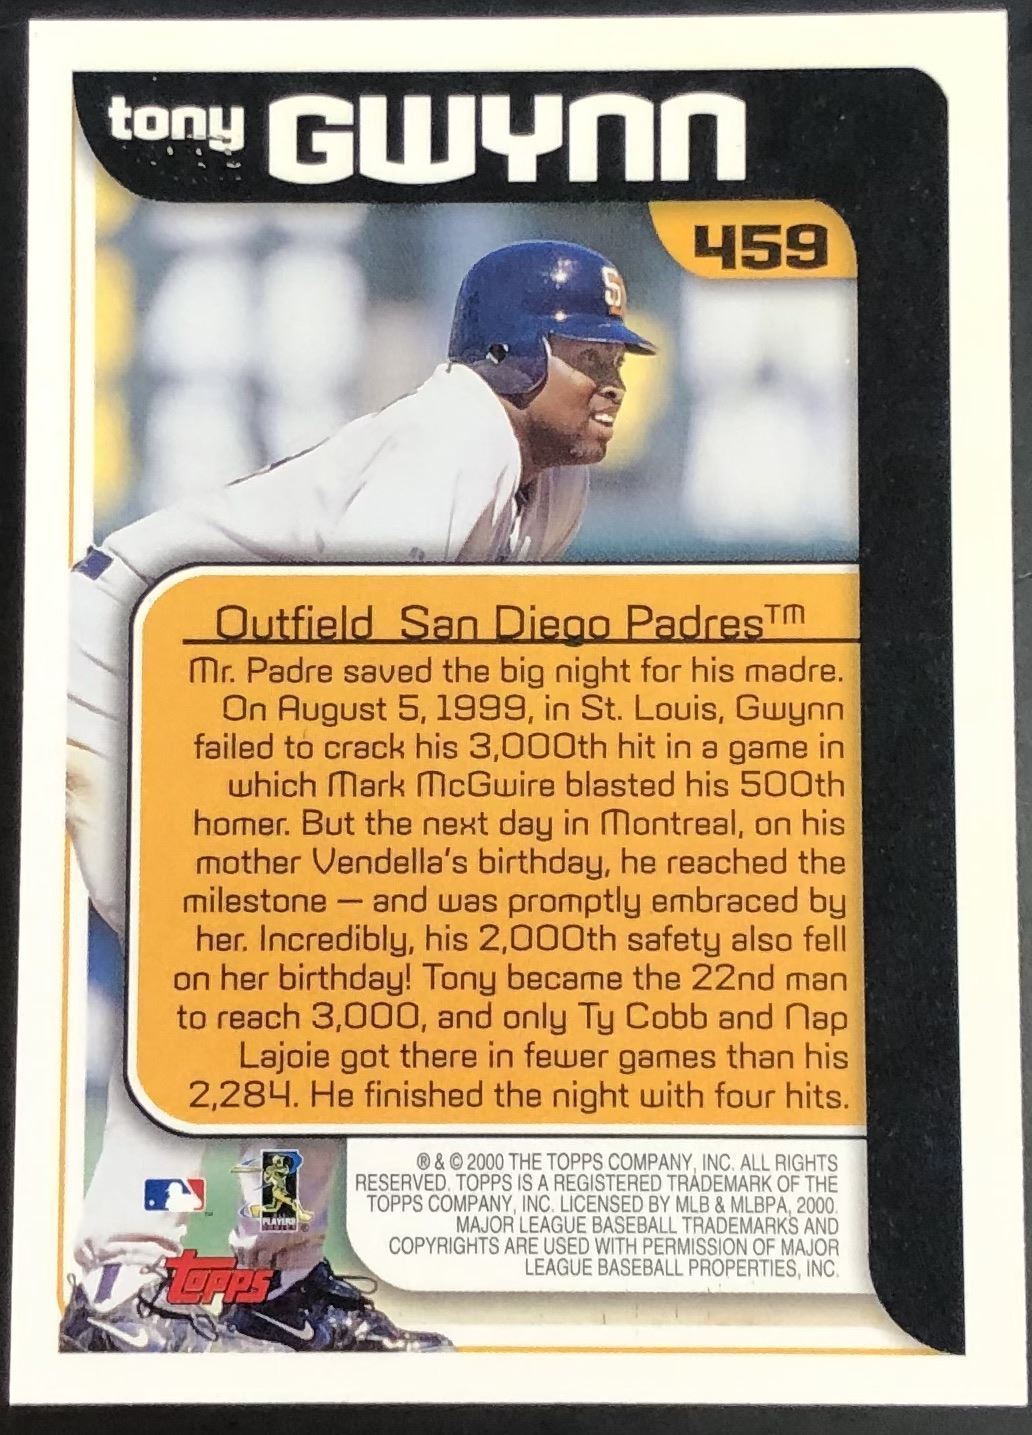 tony GWYNN
459
S
Outfield San Diego Padres™
Mr. Padre saved the big night for his madre.
On August 5, 1999, in St. Louis, Gwynn
failed to crack his 3,000th hit in a game in
which Mark McGwire blasted his 500th
homer. But the next day in Montreal, on his
mother Vendella's birthday, he reached the
milestone — and was promptly embraced by
her. Incredibly, his 2,000th safety also fell
on her birthday! Tony became the 22nd man
to reach 3,000, and only Ty Cobb and Nap
Lajoie got there in fewer games than his
2,284. He finished the night with four hits.
® & © 2000 THE TOPPS COMPANY, INC. ALL RIGHTS
RESERVED. TOPPS IS A REGISTERED TRADEMARK OF THE
TOPPS COMPANY, INC. LICENSED BY MLB & MLBPA, 2000.
MAJOR LEAGUE BASEBALL TRADEMARKS AND
COPYRIGHTS ARE USED WITH PERMISSION OF MAJOR
LEAGUE BASEBALL PROPERTIES, INC.
PLAYERS
Topps